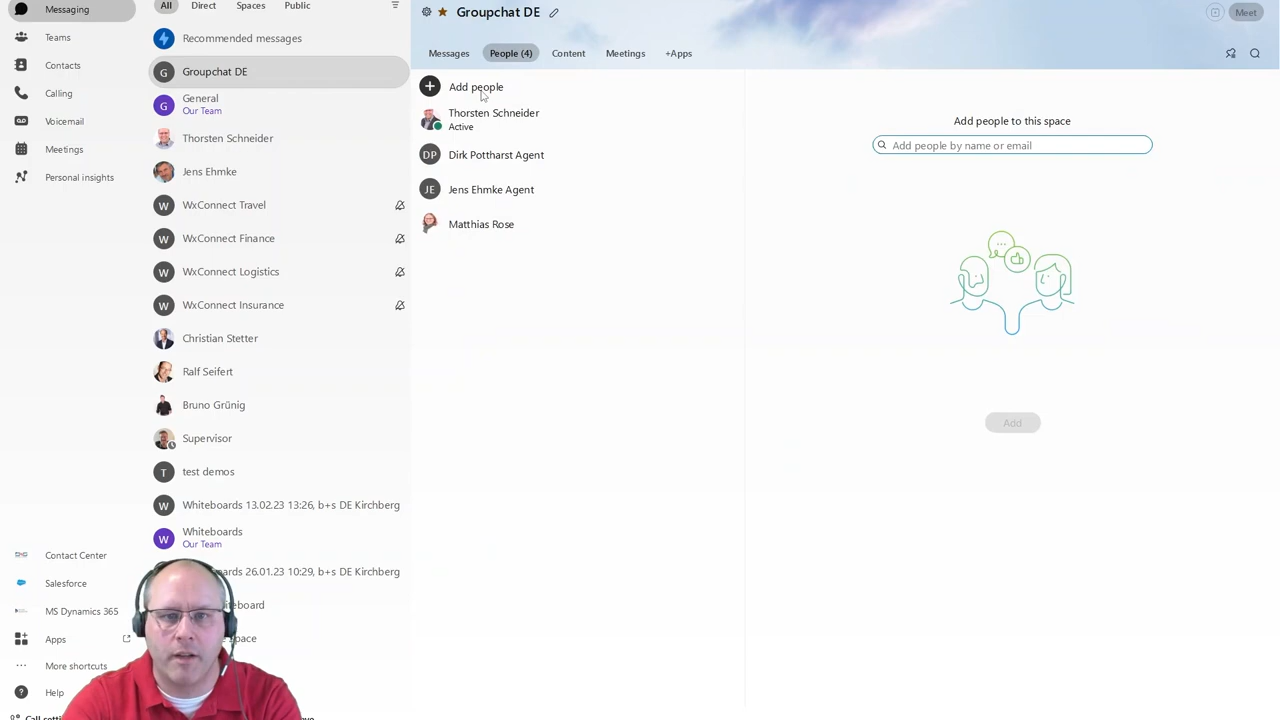 Messaging
Teams
Contacts
Calling
Voicemail
Meetings
Personal insights
Contact Center
Salesforce
MS Dynamics 365
Apps
More shortcuts
Help
All Direct Spaces Public
Recommended messages
G Groupchat DE
G General
Our Team
Thorsten Schneider
Jens Ehmke
W WxConnect Travel
W WxConnect Finance
W WxConnect Logistics
W WxConnect Insurance
Christian Stetter
Ralf Seifert
Bruno Grünig
Supervisor
T test demos
W Whiteboards 13.02.23 13:26, b+s DE Kirchberg
W Whiteboards
Our Team
26.01.23 10:29, b+s DE Kirchberg
Groupchat DE
Meet
Messages People (4) Content Meetings +Apps
Add people
Thorsten Schneider
Active
DP Dirk Pottharst Agent
JE Jens Ehmke Agent
Matthias Rose
Add people to this space
Add people by name or email
Add